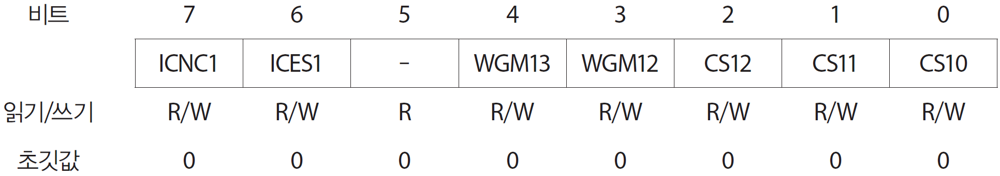 비트 7 6 5 4 3 2 1 0
ICNC1 ICES1 – WGM13 WGM12 CS12 CS11 CS10
읽기/쓰기 R/W R/W R R/W R/W R/W R/W R/W
초깃값 0 0 0 0 0 0 0 0